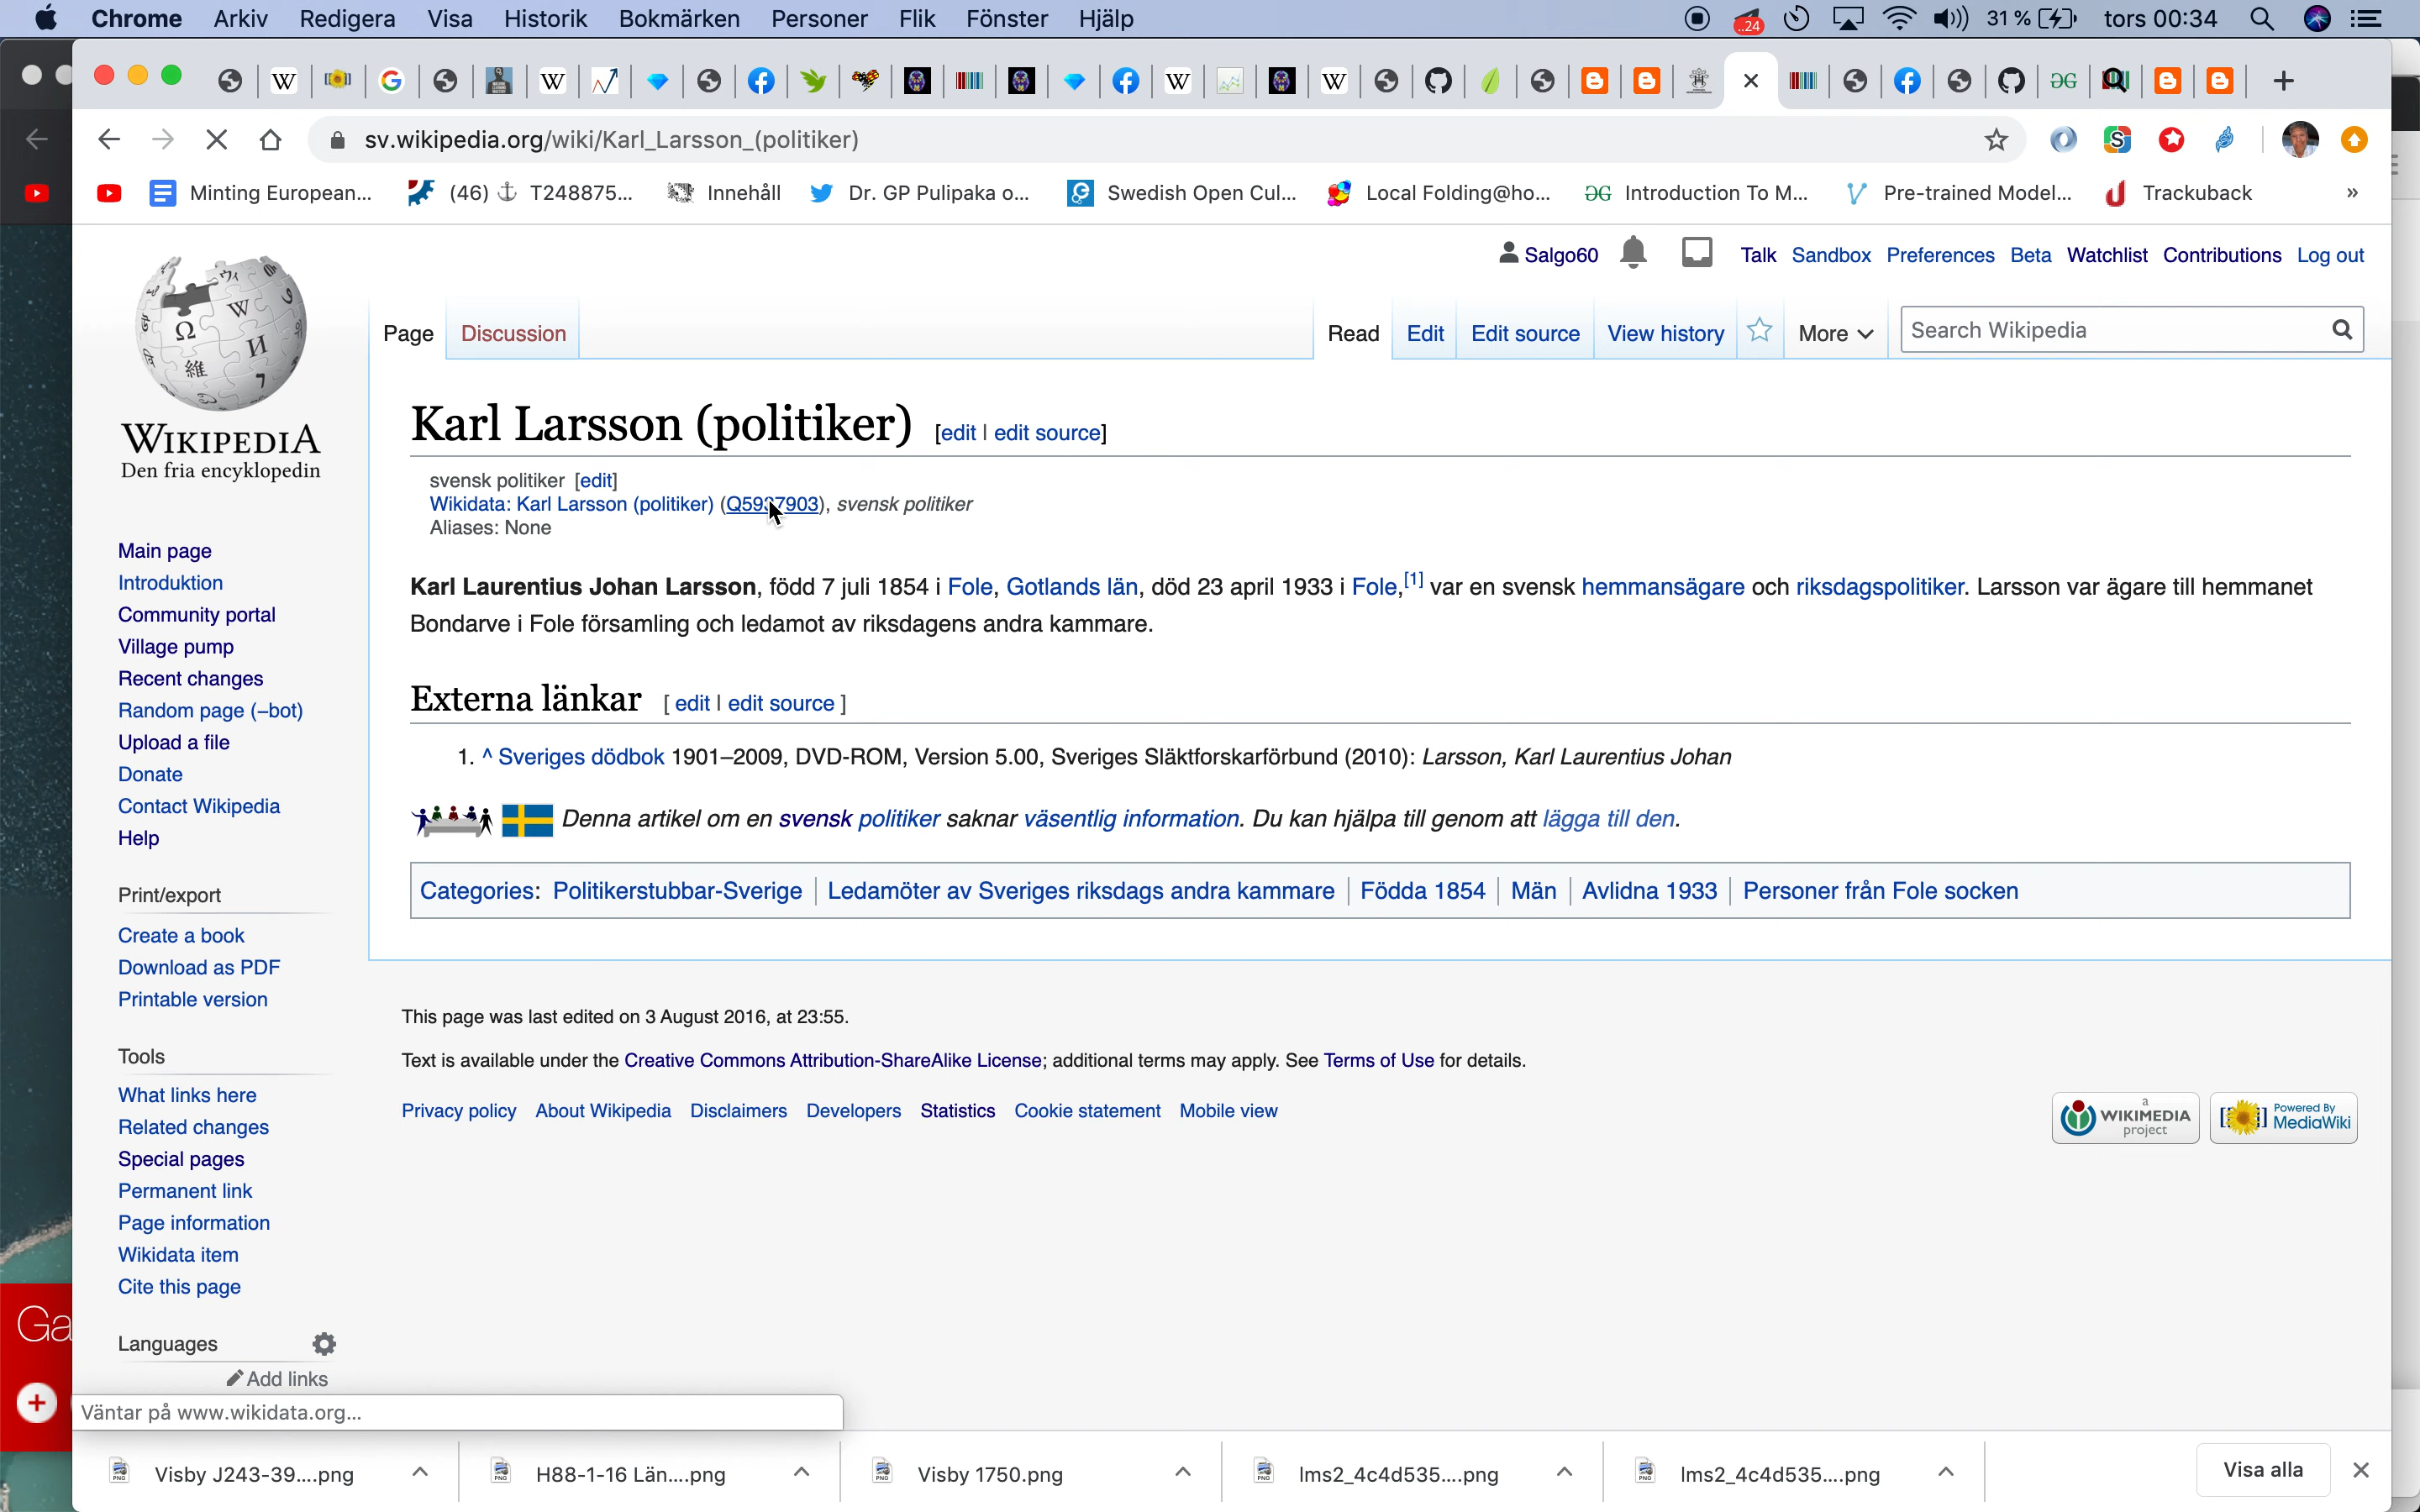 Chrome Arkiv Redigera Visa Historik Bokmärken Personer Flik Fönster Hjälp ..24 31 % tors 00:34
sv.wikipedia.org/wiki/Karl_Larsson_(politiker)
Minting European... (46) T248875... Innehåll Dr. GP Pulipaka o... Swedish Open Cul... Local Folding@ho... Introduction To M... Pre-trained Model... Trackuback »
Salgo60 Talk Sandbox Preferences Beta Watchlist Contributions Log out
Page Discussion Read Edit Edit source View history More Search Wikipedia
WIKIPEDIA
Den fria encyklopedin
Main page
Introduktion
Community portal
Village pump
Recent changes
Random page (–bot)
Upload a file
Donate
Contact Wikipedia
Help
Print/export
Create a book
Download as PDF
Printable version
Tools
What links here
Related changes
Special pages
Permanent link
Page information
Wikidata item
Cite this page
Languages
Add links
Karl Larsson (politiker) [edit | edit source]
svensk politiker [edit]
Wikidata: Karl Larsson (politiker) (Q5937903), svensk politiker
Aliases: None
Karl Laurentius Johan Larsson, född 7 juli 1854 i Fole, Gotlands län, död 23 april 1933 i Fole,[1] var en svensk hemmansägare och riksdagspolitiker. Larsson var ägare till hemmanet
Bondarve i Fole församling och ledamot av riksdagens andra kammare.
Externa länkar [ edit | edit source ]
1. ^ Sveriges dödbok 1901–2009, DVD-ROM, Version 5.00, Sveriges Släktforskarförbund (2010): Larsson, Karl Laurentius Johan
Denna artikel om en svensk politiker saknar väsentlig information. Du kan hjälpa till genom att lägga till den.
Categories: Politikerstubbar-Sverige | Ledamöter av Sveriges riksdags andra kammare | Födda 1854 | Män | Avlidna 1933 | Personer från Fole socken
This page was last edited on 3 August 2016, at 23:55.
Text is available under the Creative Commons Attribution-ShareAlike License; additional terms may apply. See Terms of Use for details.
Privacy policy About Wikipedia Disclaimers Developers Statistics Cookie statement Mobile view
a WIKIMEDIA project
Powered By MediaWiki
Ga
Väntar på www.wikidata.org...
Visby J243-39....png H88-1-16 Län....png Visby 1750.png lms2_4c4d535....png lms2_4c4d535....png Visa alla